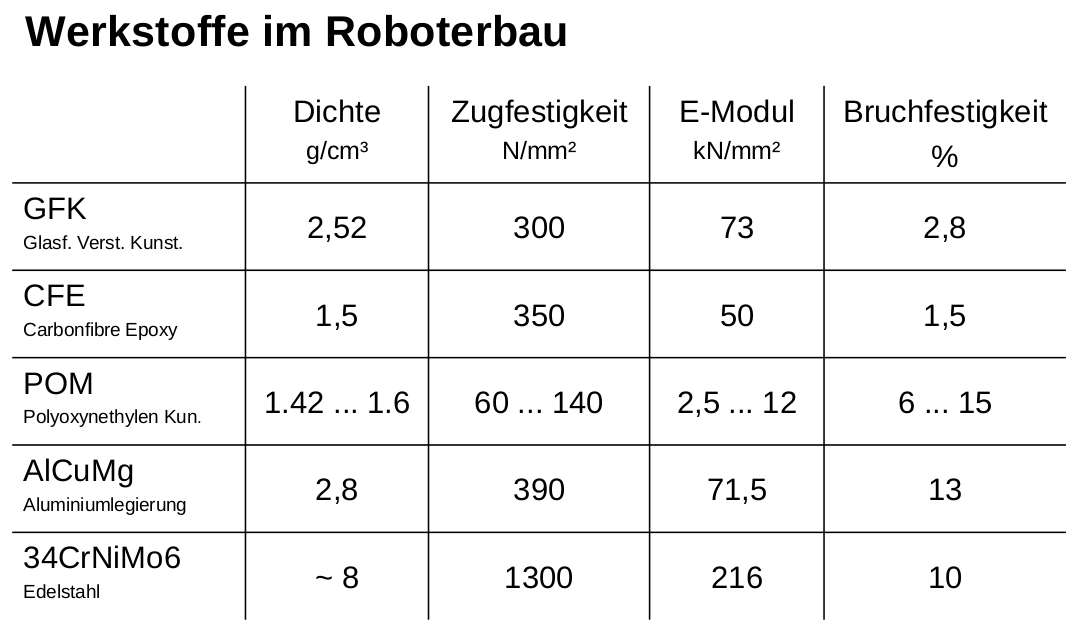 Werkstoffe im Roboterbau
Dichte Zugfestigkeit E-Modul Bruchfestigkeit
g/cm³ N/mm² kN/mm² %
GFK
Glasf. Verst. Kunst.
2,52 300 73 2,8
CFE
Carbonfibre Epoxy
1,5 350 50 1,5
POM
Polyoxynethylen Kun.
1.42 ... 1.6 60 ... 140 2,5 ... 12 6 ... 15
AlCuMg
Aluminiumlegierung
2,8 390 71,5 13
34CrNiMo6
Edelstahl
~ 8 1300 216 10